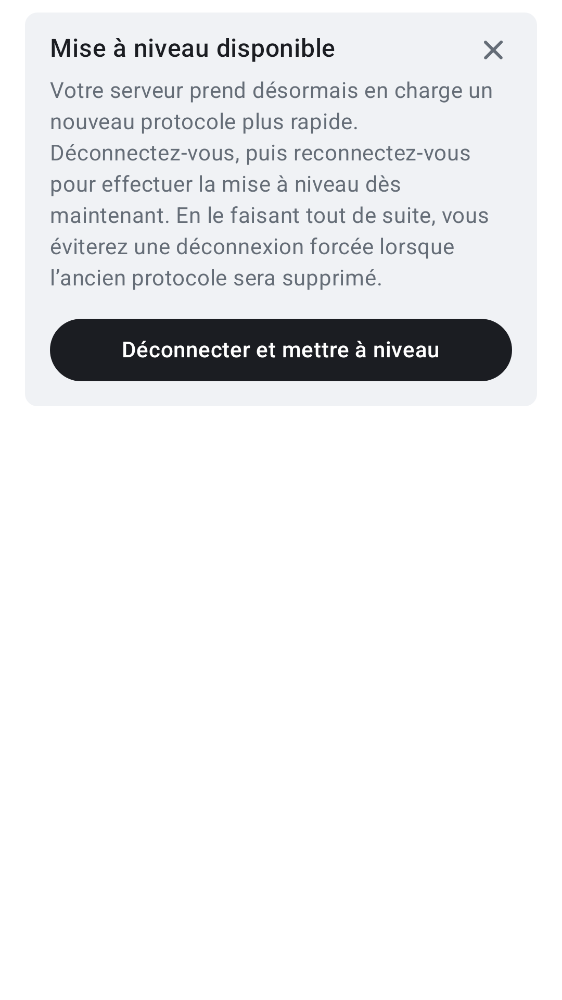 Mise à niveau disponible
Votre serveur prend désormais en charge un
nouveau protocole plus rapide.
Déconnectez-vous, puis reconnectez-vous
pour effectuer la mise à niveau dès
maintenant. En le faisant tout de suite, vous
éviterez une déconnexion forcée lorsque
l’ancien protocole sera supprimé.
Déconnecter et mettre à niveau